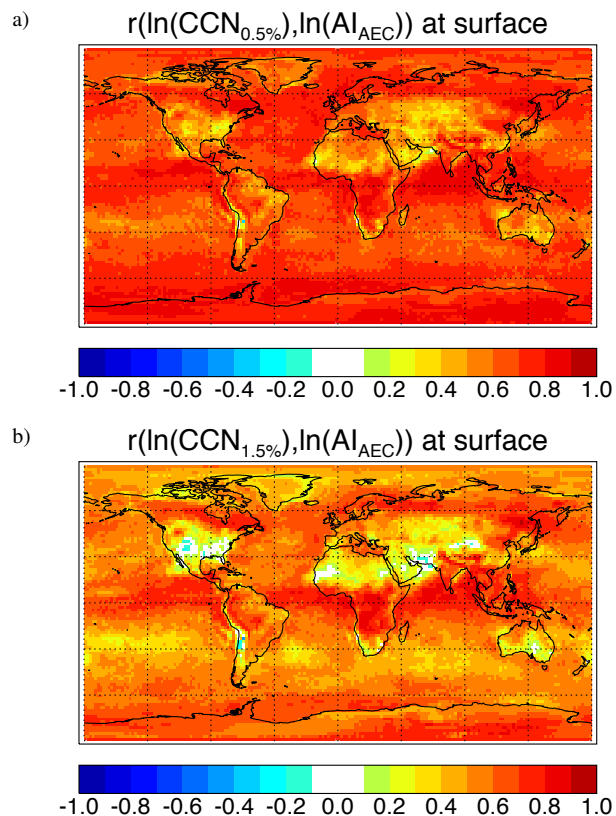 a)
r(ln(CCN0.5%),ln(AIAEC)) at surface
-1.0 -0.8 -0.6 -0.4 -0.2 0.0 0.2 0.4 0.6 0.8 1.0
b)
r(ln(CCN1.5%),ln(AIAEC)) at surface
-1.0 -0.8 -0.6 -0.4 -0.2 0.0 0.2 0.4 0.6 0.8 1.0